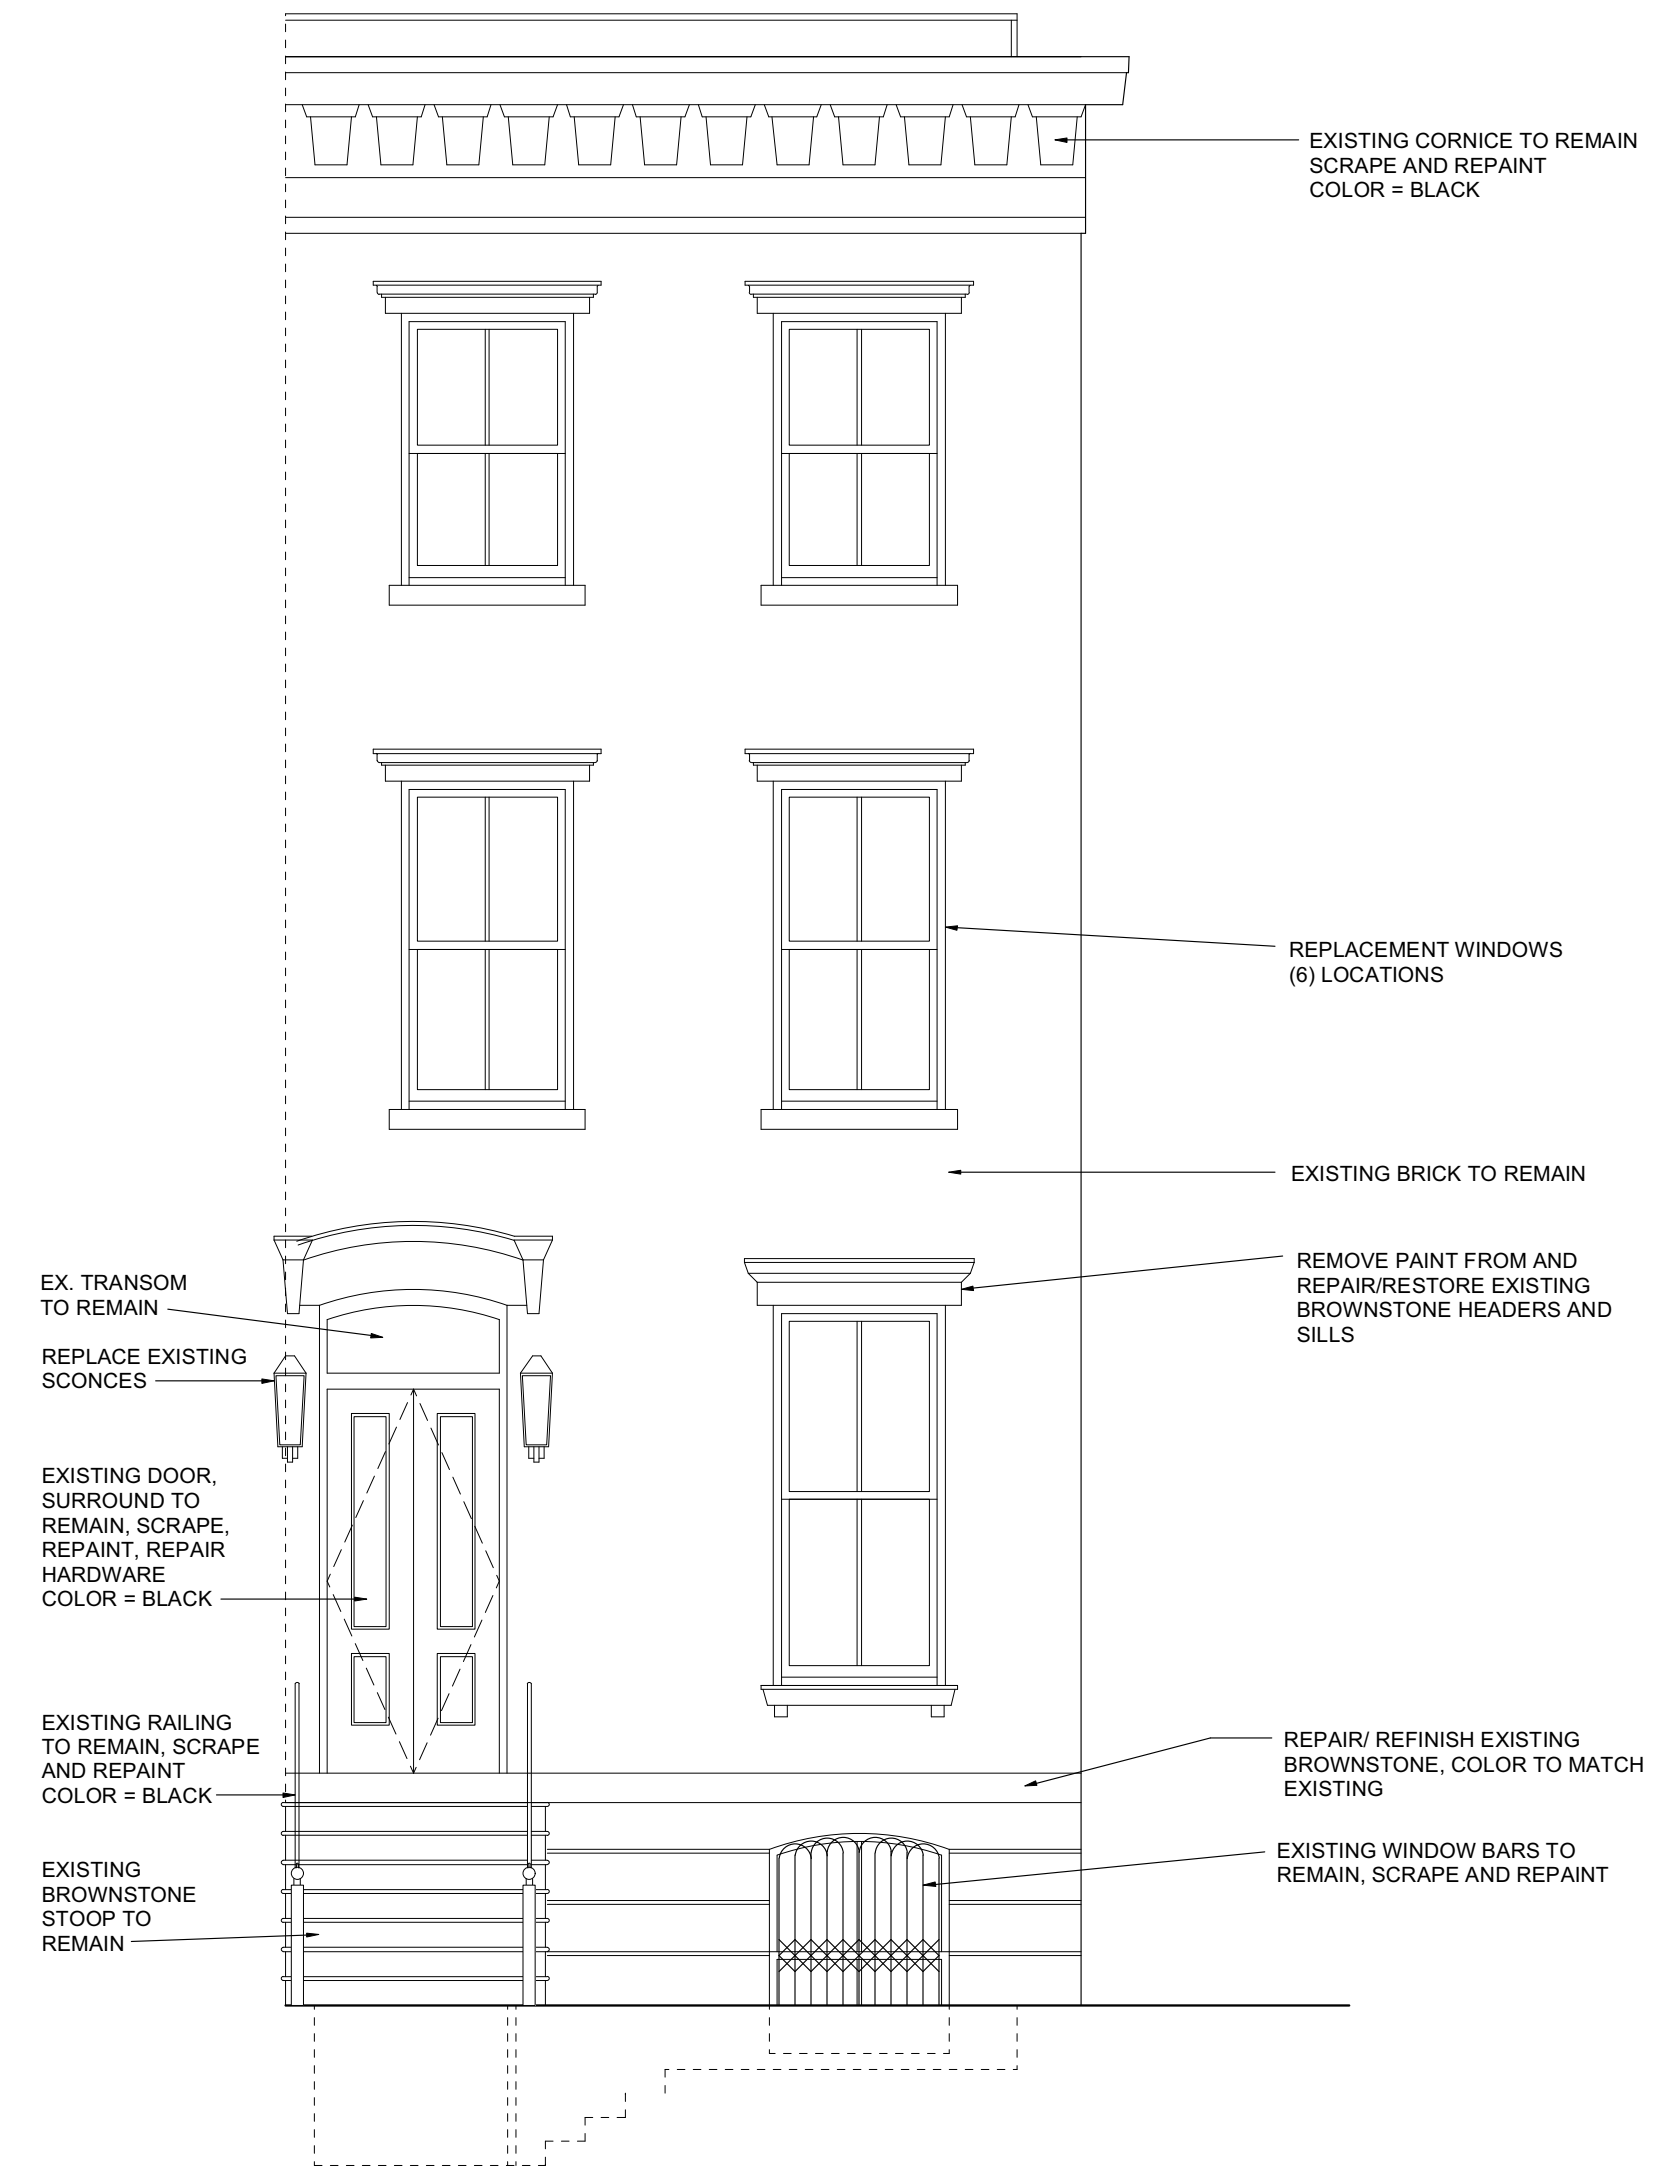 EXISTING CORNICE TO REMAIN
SCRAPE AND REPAINT
COLOR = BLACK
REPLACEMENT WINDOWS
(6) LOCATIONS
EXISTING BRICK TO REMAIN
REMOVE PAINT FROM AND
REPAIR/RESTORE EXISTING
BROWNSTONE HEADERS AND
SILLS
EX. TRANSOM
TO REMAIN
REPLACE EXISTING
SCONCES
EXISTING DOOR,
SURROUND TO
REMAIN, SCRAPE,
REPAINT, REPAIR
HARDWARE
COLOR = BLACK
EXISTING RAILING
TO REMAIN, SCRAPE
AND REPAINT
COLOR = BLACK
REPAIR/ REFINISH EXISTING
BROWNSTONE, COLOR TO MATCH
EXISTING
EXISTING WINDOW BARS TO
REMAIN, SCRAPE AND REPAINT
EXISTING
BROWNSTONE
STOOP TO
REMAIN